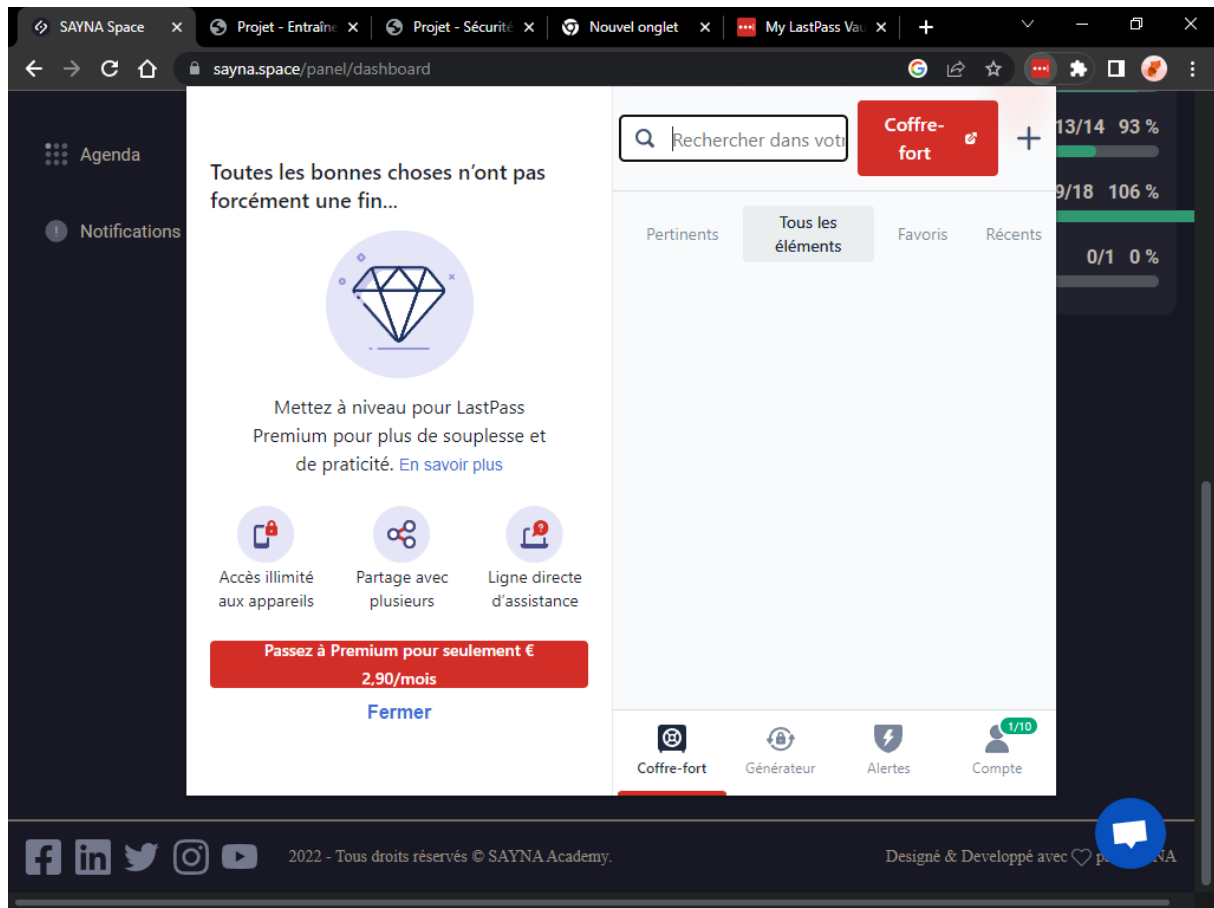 SAYNA Space
Projet - Entraîne
Projet - Sécurité
Nouvel onglet
My LastPass Vau
sayna.space/panel/dashboard
Agenda
Notifications
Toutes les bonnes choses n'ont pas
forcément une fin...
Mettez à niveau pour LastPass
Premium pour plus de souplesse et
de praticité. En savoir plus
Accès illimité
aux appareils
Partage avec
plusieurs
Ligne directe
d'assistance
Passez à Premium pour seulement €
2,90/mois
Fermer
Rechercher dans votr
Coffre-
fort
Pertinents
Tous les
éléments
Favoris
Récents
Coffre-fort
Générateur
Alertes
1/10
Compte
13/14 93 %
9/18 106 %
0/1 0 %
2022 - Tous droits réservés © SAYNA Academy.
Designé & Developpé avec